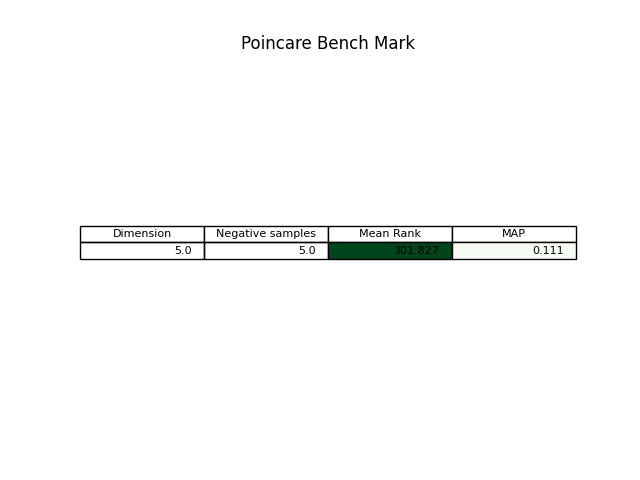 Poincare Bench Mark
Dimension Negative samples Mean Rank MAP
5.0 5.0 301.827 0.111